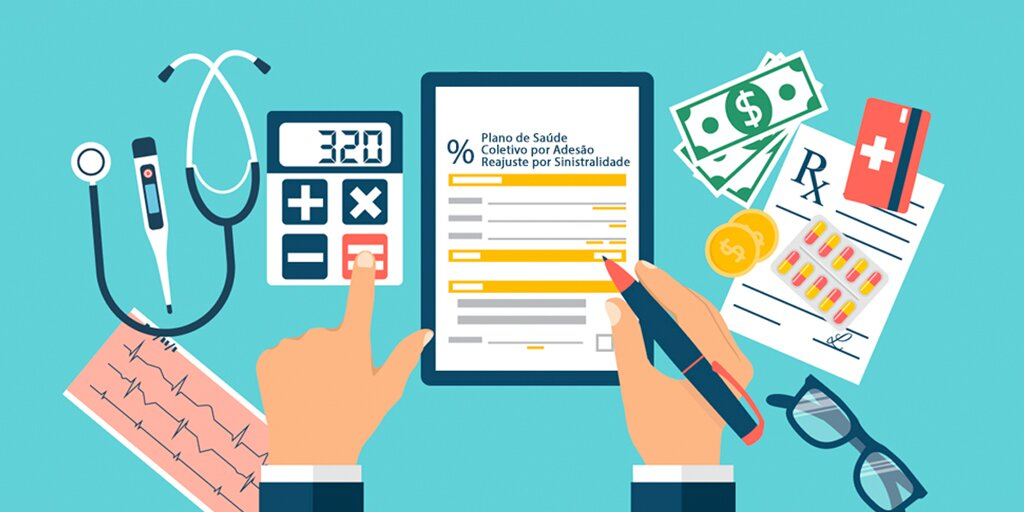 320
%
Plano de Saúde
Coletivo por Adesão
Reajuste por Sinistralidade
$
$
Rx